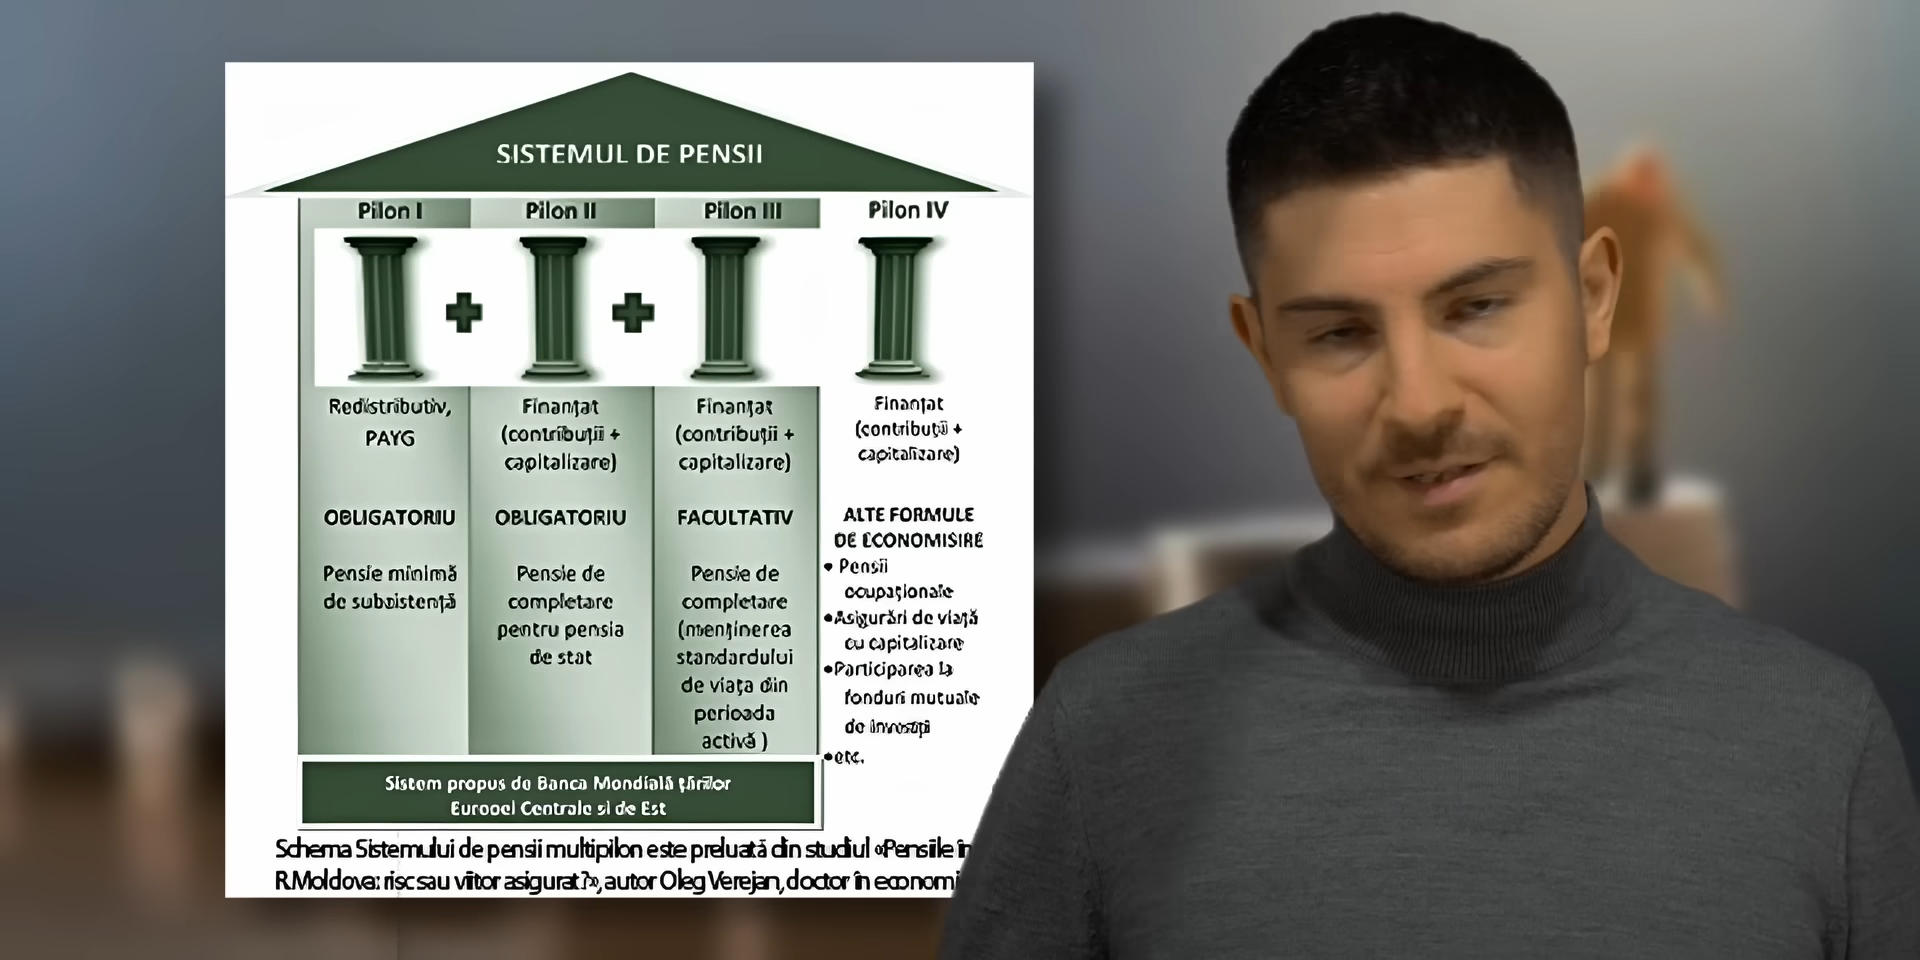 SISTEMUL DE PENSII
Pilon I
Pilon II
Pilon III
Pilon IV
Redistributiv,
PAYG
OBLIGATORIU
Pensie minimă
de subzistență
Finanțat
(contribuții +
capitalizare)
OBLIGATORIU
Pensie de
completare
pentru pensia
de stat
Finanțat
(contribuții +
capitalizare)
FACULTATIV
Pensie de
completare
(menținerea
standardului
de viața din
perioada
activă )
Finanțat
(contribuții +
capitalizare)
ALTE FORMULE
DE ECONOMISIRE
• Pensii
ocupaționale
• Asigurări de viață
cu capitalizare
• Participarea la
fonduri mutuale
de
• etc.
Sistem propus de Banca Mondială țărilor
Europei Centrale și de Est
Schema Sistemului de pensii multipilon este preluată din studiul «Pensiile în
R.Moldova: risc sau viitor asigurat?», autor Oleg Verejan, doctor în economi